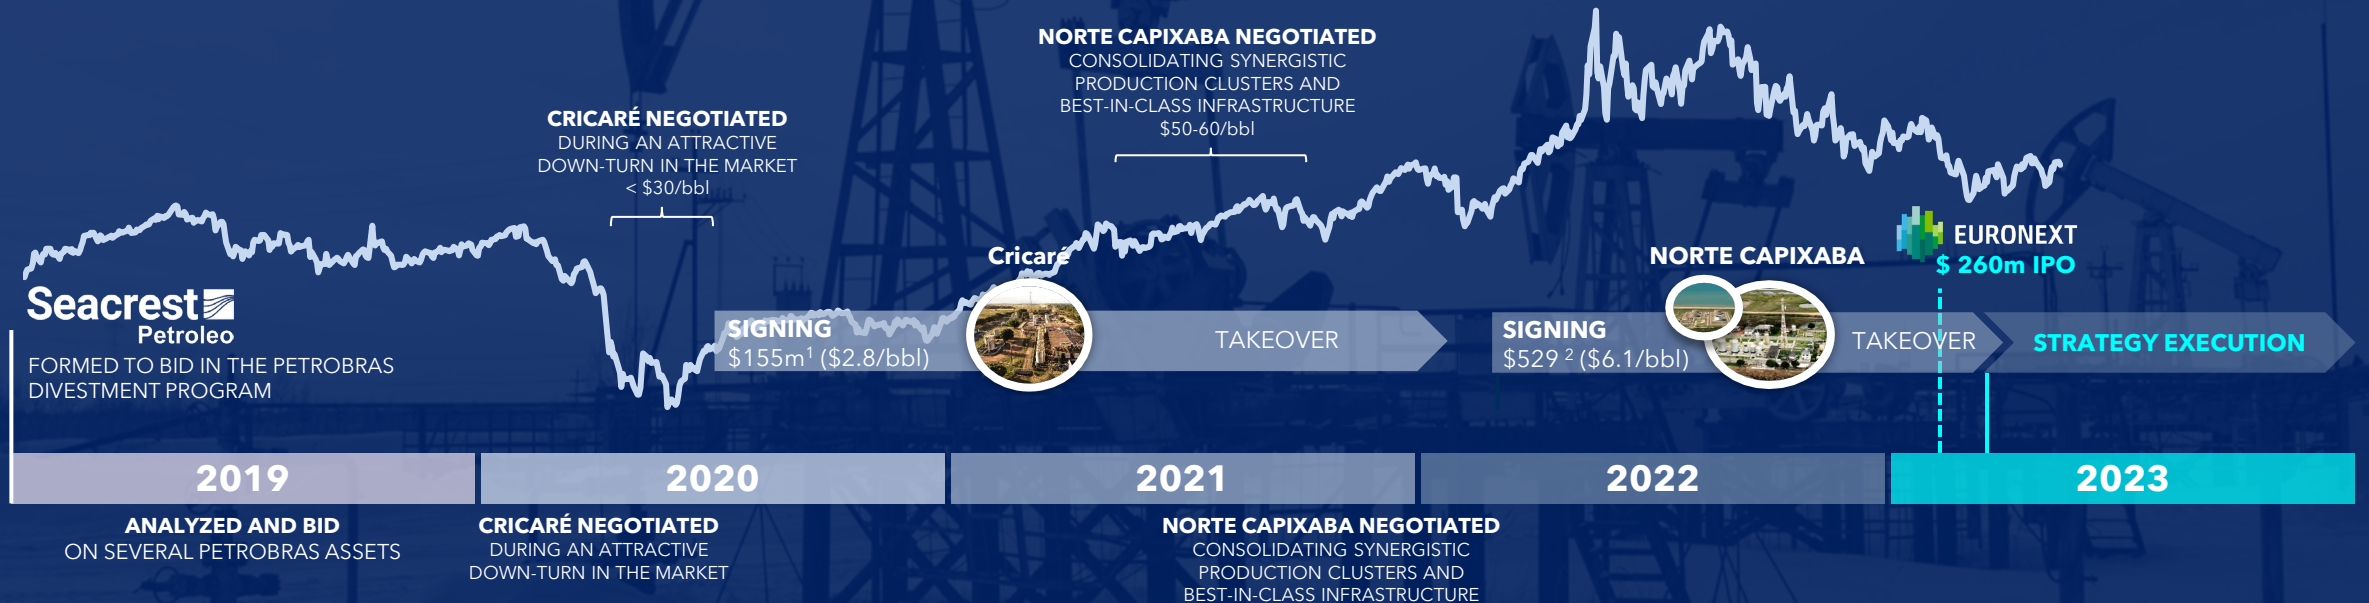 NORTE CAPIXABA NEGOTIATED
CONSOLIDATING SYNERGISTIC
PRODUCTION CLUSTERS AND
BEST-IN-CLASS INFRASTRUCTURE
$50-60/bbl
CRICARÉ NEGOTIATED
DURING AN ATTRACTIVE
DOWN-TURN IN THE MARKET
< $30/bbl
Seacrest
Petroleo
FORMED TO BID IN THE PETROBRAS
DIVESTMENT PROGRAM
SIGNING
$155m¹ ($2.8/bbl)
Cricaré
TAKEOVER
SIGNING
$529 ² ($6.1/bbl)
NORTE CAPIXABA
TAKEOVER
EURONEXT
$ 260m IPO
STRATEGY EXECUTION
2019
2020
2021
2022
2023
ANALYZED AND BID
ON SEVERAL PETROBRAS ASSETS
CRICARÉ NEGOTIATED
DURING AN ATTRACTIVE
DOWN-TURN IN THE MARKET
NORTE CAPIXABA NEGOTIATED
CONSOLIDATING SYNERGISTIC
PRODUCTION CLUSTERS AND
BEST-IN-CLASS INFRASTRUCTURE